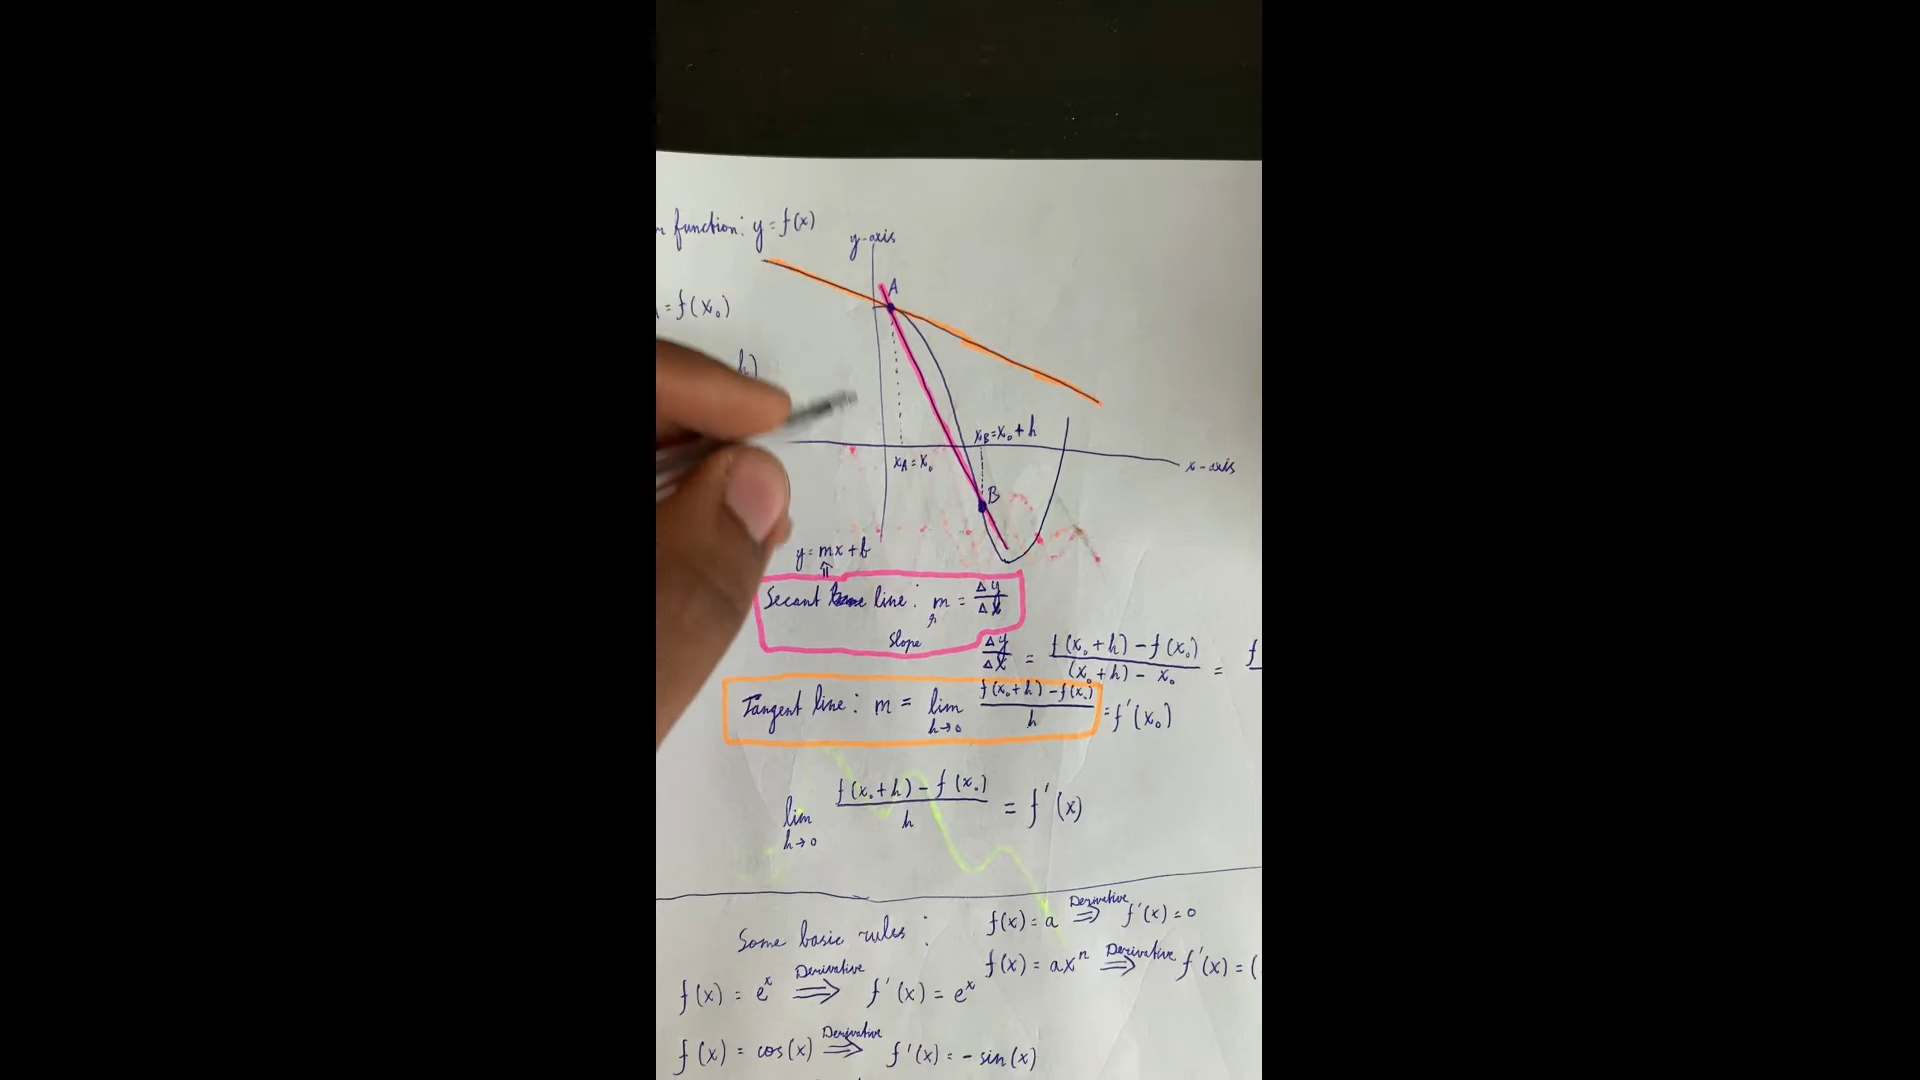 function: y = f(x)
y-axis
A
= f(x₀)
h)
x_B = x₀ + h
x_A = x₀
x-axis
B
y = mx + b
Secant line: m = Δy/Δx
Slope
Δy/Δx = (f(x₀+h) - f(x₀))/((x₀+h) - x₀) = f
Tangent line: m = lim h→0 (f(x₀+h) - f(x₀))/h = f'(x₀)
lim h→0 (f(x₀+h) - f(x₀))/h = f'(x)
Some basic rules:
f(x) = a Derivative ⇒ f'(x) = 0
f(x) = axⁿ Derivative ⇒ f'(x) = (
f(x) = eˣ Derivative ⇒ f'(x) = eˣ
f(x) = cos(x) Derivative ⇒ f'(x) = - sin(x)